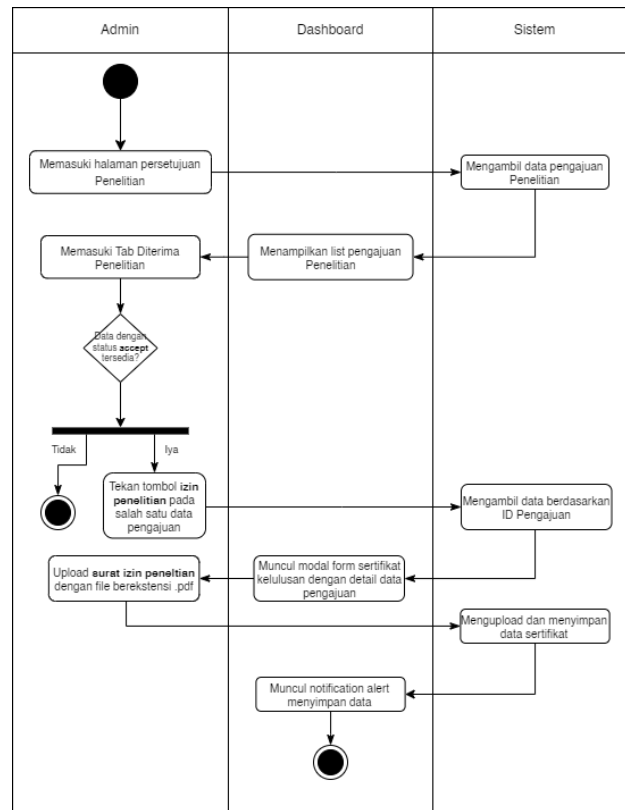 Admin
Dashboard
Sistem
Memasuki halaman persetujuan
Penelitian
Mengambil data pengajuan
Penelitian
Memasuki Tab Diterima
Penelitian
Menampilkan list pengajuan
Penelitian
Data dengan
status accept
tersedia?
Tidak
Iya
Tekan tombol izin
penelitian pada
salah satu data
pengajuan
Mengambil data berdasarkan
ID Pengajuan
Upload surat izin peneltian
dengan file berekstensi .pdf
Muncul modal form sertifikat
kelulusan dengan detail data
pengajuan
Mengupload dan menyimpan
data sertifikat
Muncul notification alert
menyimpan data